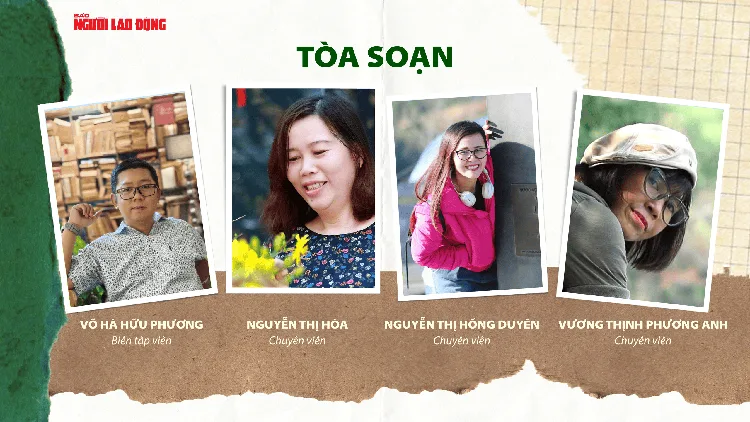 BÁO
NGƯỜI LAO ĐỘNG
TÒA SOẠN
VÕ HÀ HỮU PHƯƠNG
Biên tập viên
NGUYỄN THỊ HÒA
Chuyên viên
NGUYỄN THỊ HỒNG DUYÊN
Chuyên viên
VƯƠNG THỊNH PHƯƠNG ANH
Chuyên viên